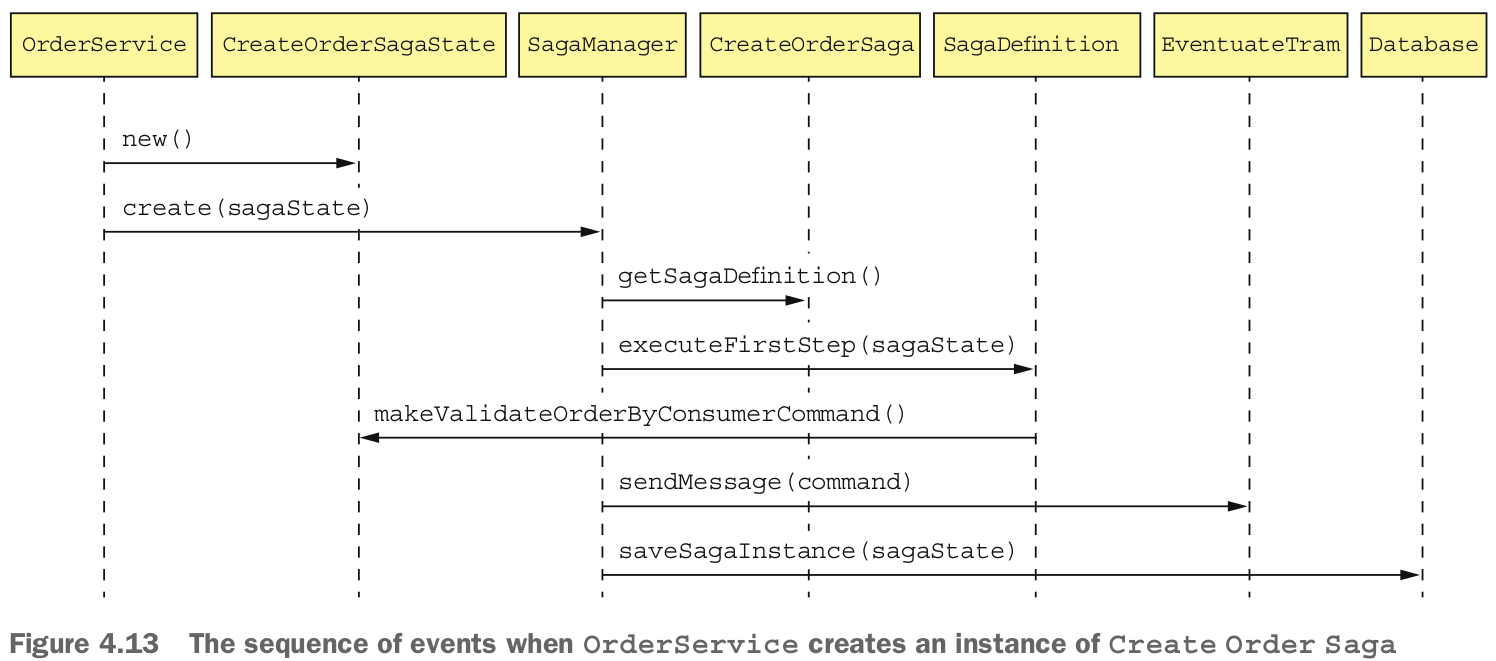 OrderService CreateOrderSagaState SagaManager CreateOrderSaga SagaDefinition EventuateTram Database
new()
create(sagaState)
getSagaDefinition()
executeFirstStep(sagaState)
makeValidateOrderByConsumerCommand()
sendMessage(command)
saveSagaInstance(sagaState)
Figure 4.13 The sequence of events when OrderService creates an instance of Create Order Saga